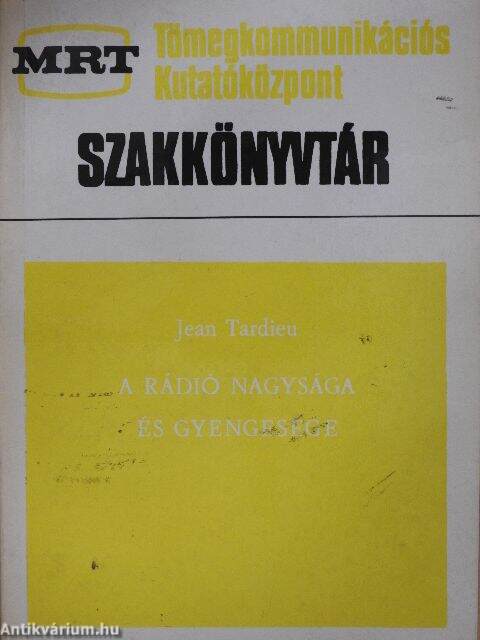 MRT
Tömegkommunikációs
Kutatóközpont
SZAKKÖNYVTÁR
Jean Tardieu
A RÁDIÓ NAGYSÁGA
ÉS GYENGESÉGE
Antikvárium.hu